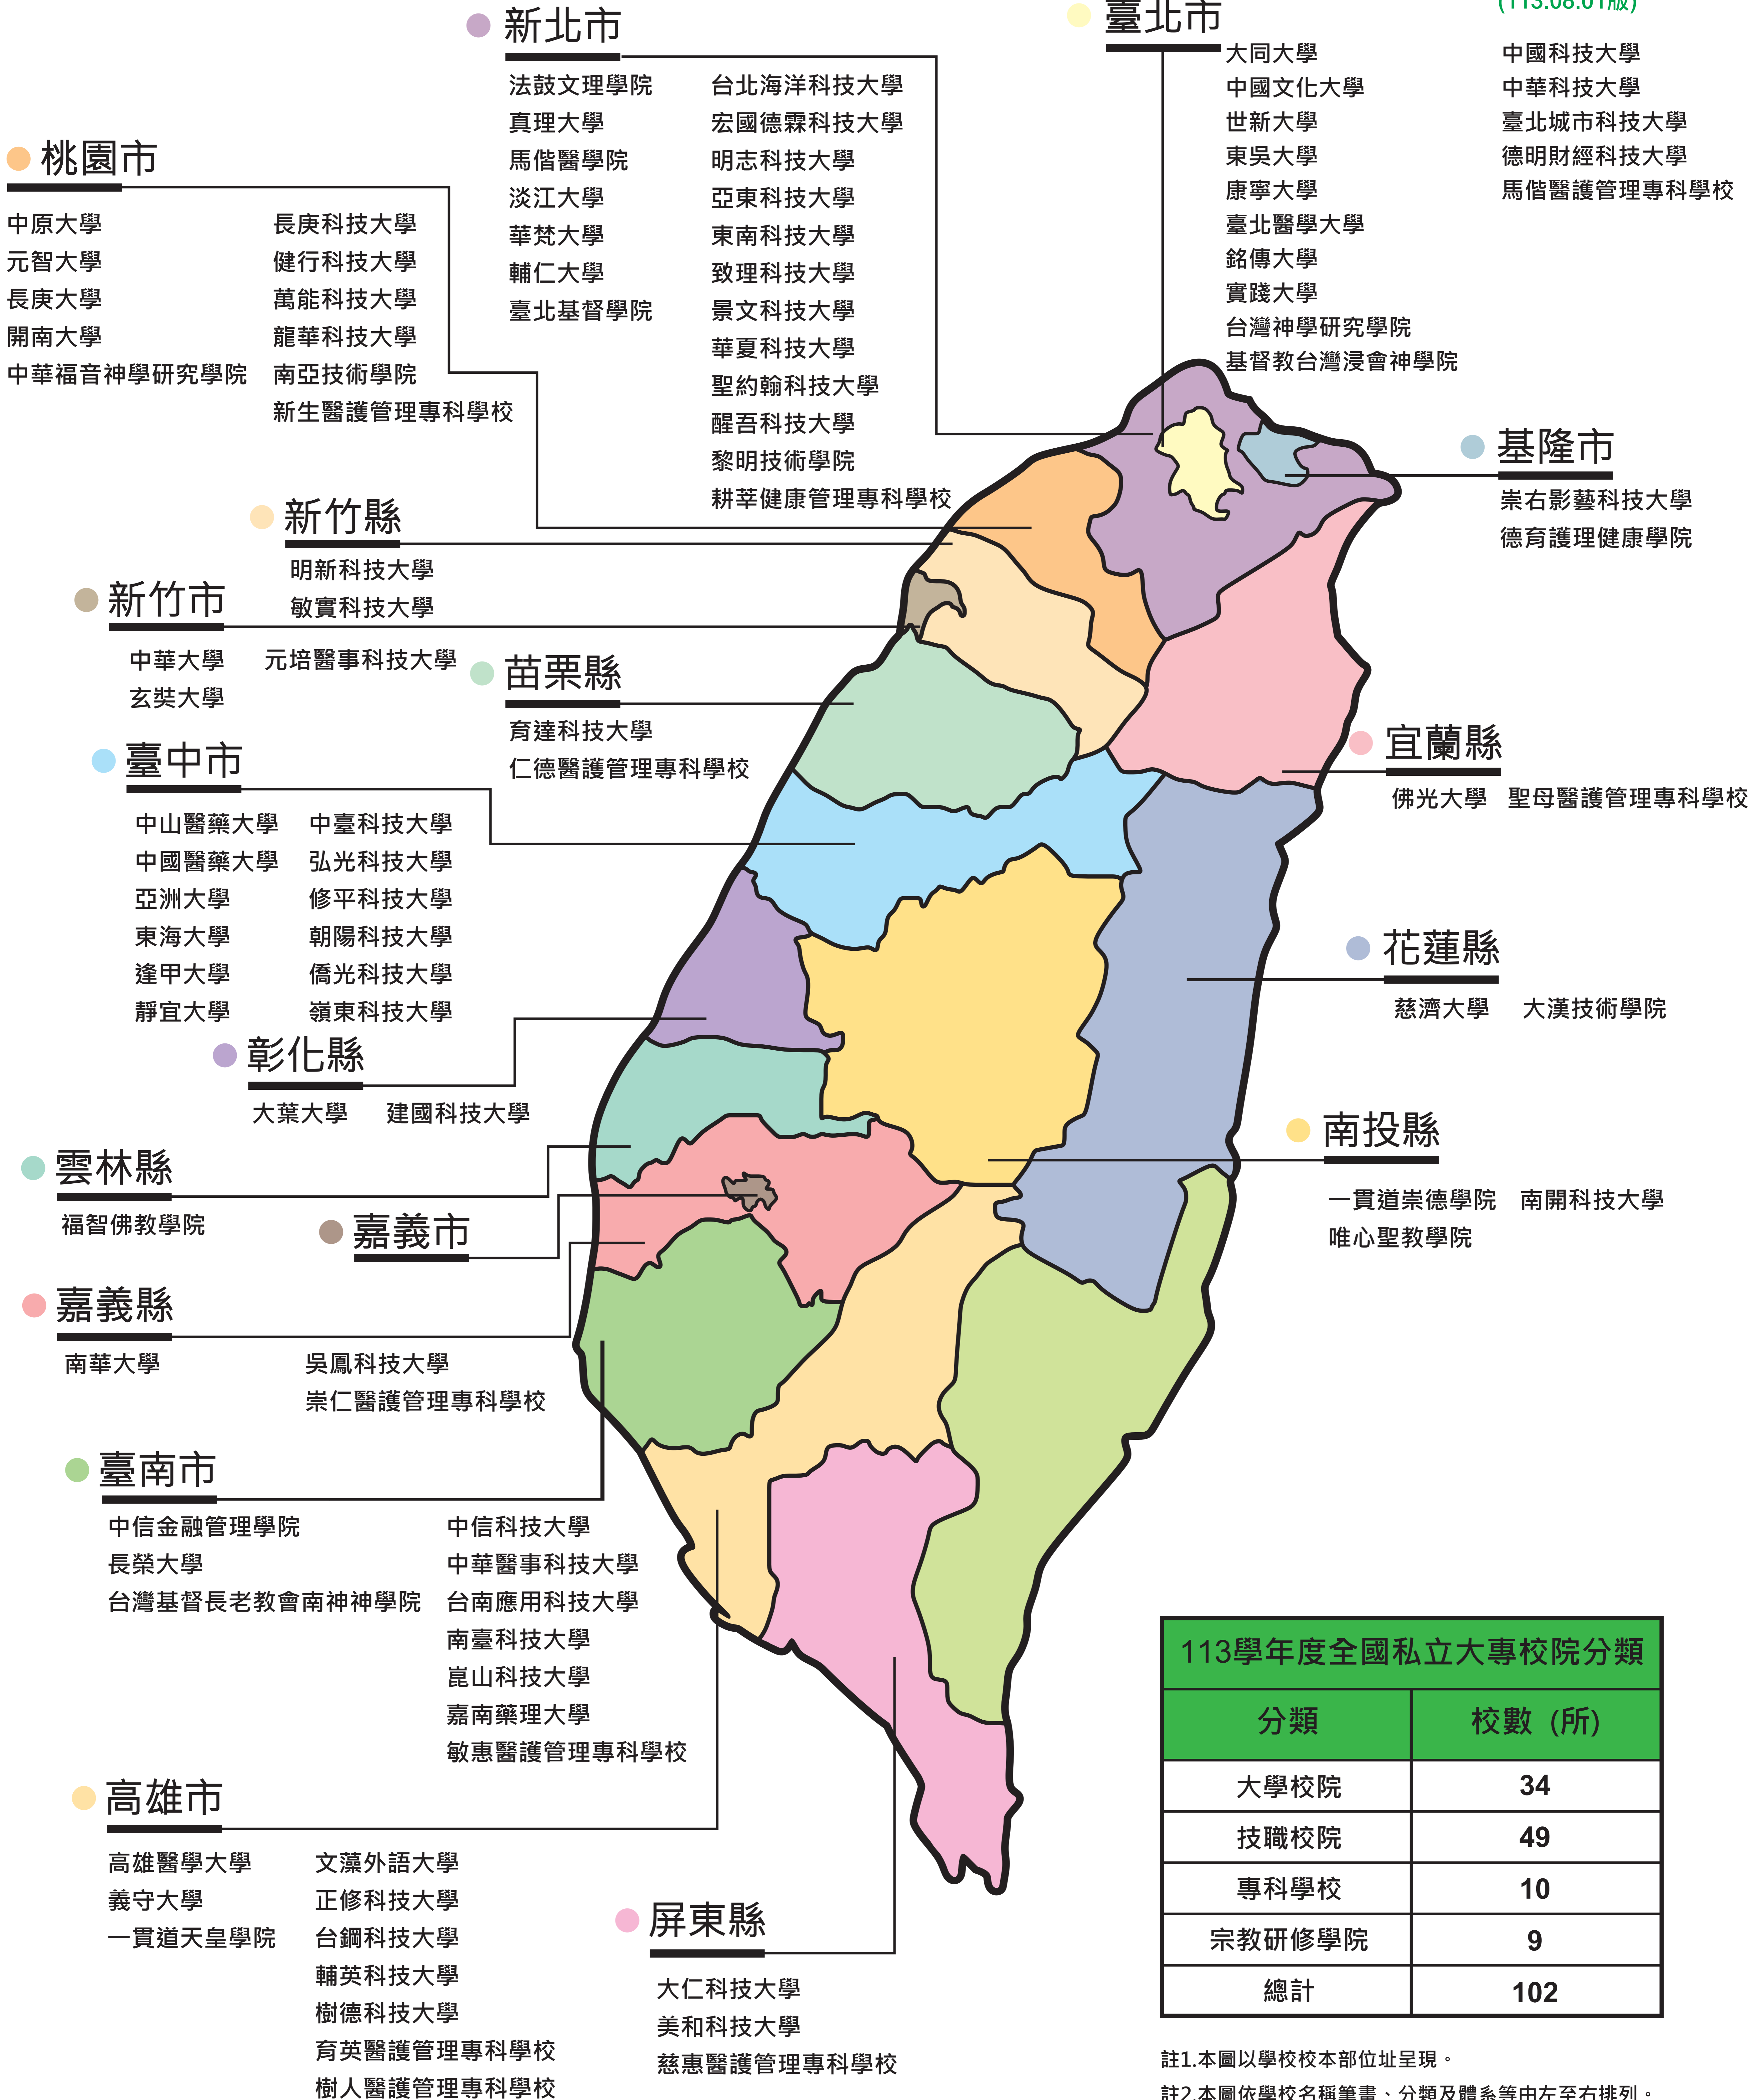 新北市
法鼓文理學院 台北海洋科技大學
真理大學 宏國德霖科技大學
馬偕醫學院 明志科技大學
淡江大學 亞東科技大學
華梵大學 東南科技大學
輔仁大學 致理科技大學
臺北基督學院 景文科技大學
華夏科技大學
聖約翰科技大學
醒吾科技大學
黎明技術學院
耕莘健康管理專科學校
臺北市
(113.08.01版)
大同大學 中國科技大學
中國文化大學 中華科技大學
世新大學 臺北城市科技大學
東吳大學 德明財經科技大學
康寧大學 馬偕醫護管理專科學校
臺北醫學大學
銘傳大學
實踐大學
台灣神學研究學院
基督教台灣浸會神學院
桃園市
中原大學 長庚科技大學
元智大學 健行科技大學
長庚大學 萬能科技大學
開南大學 龍華科技大學
中華福音神學研究學院 南亞技術學院
新生醫護管理專科學校
基隆市
崇右影藝科技大學
德育護理健康學院
新竹縣
明新科技大學
敏實科技大學
新竹市
中華大學 元培醫事科技大學
玄奘大學
苗栗縣
育達科技大學
仁德醫護管理專科學校
宜蘭縣
佛光大學 聖母醫護管理專科學校
臺中市
中山醫藥大學 中臺科技大學
中國醫藥大學 弘光科技大學
亞洲大學 修平科技大學
東海大學 朝陽科技大學
逢甲大學 僑光科技大學
靜宜大學 嶺東科技大學
花蓮縣
慈濟大學 大漢技術學院
彰化縣
大葉大學 建國科技大學
南投縣
一貫道崇德學院 南開科技大學
唯心聖教學院
雲林縣
福智佛教學院
嘉義市
嘉義縣
南華大學 吳鳳科技大學
崇仁醫護管理專科學校
臺南市
中信金融管理學院 中信科技大學
長榮大學 中華醫事科技大學
台灣基督長老教會南神神學院 台南應用科技大學
南臺科技大學
崑山科技大學
嘉南藥理大學
敏惠醫護管理專科學校
高雄市
高雄醫學大學 文藻外語大學
義守大學 正修科技大學
一貫道天皇學院 台鋼科技大學
輔英科技大學
樹德科技大學
育英醫護管理專科學校
樹人醫護管理專科學校
屏東縣
大仁科技大學
美和科技大學
慈惠醫護管理專科學校
113學年度全國私立大專校院分類
分類 校數 (所)
大學校院 34
技職校院 49
專科學校 10
宗教研修學院 9
總計 102
註1.本圖以學校校本部位址呈現。
註2.本圖依學校名稱筆畫、分類及體系等由左至右排列。